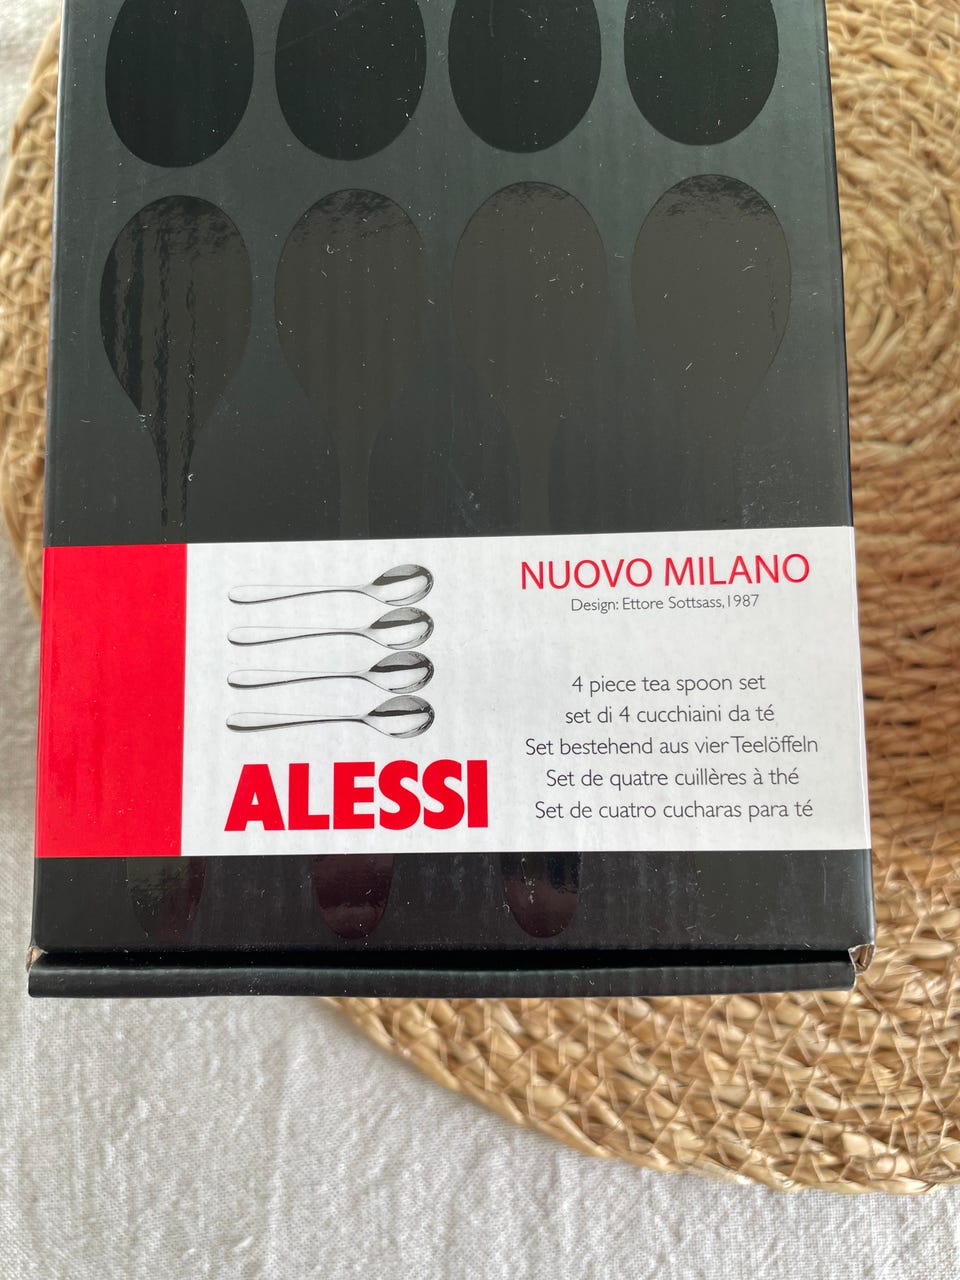 NUOVO MILANO
Design: Ettore Sottsass,1987
4 piece tea spoon set
set di 4 cucchiaini da té
Set bestehend aus vier Teelöffeln
Set de quatre cuillères à thé
Set de cuatro cucharas para té
ALESSI